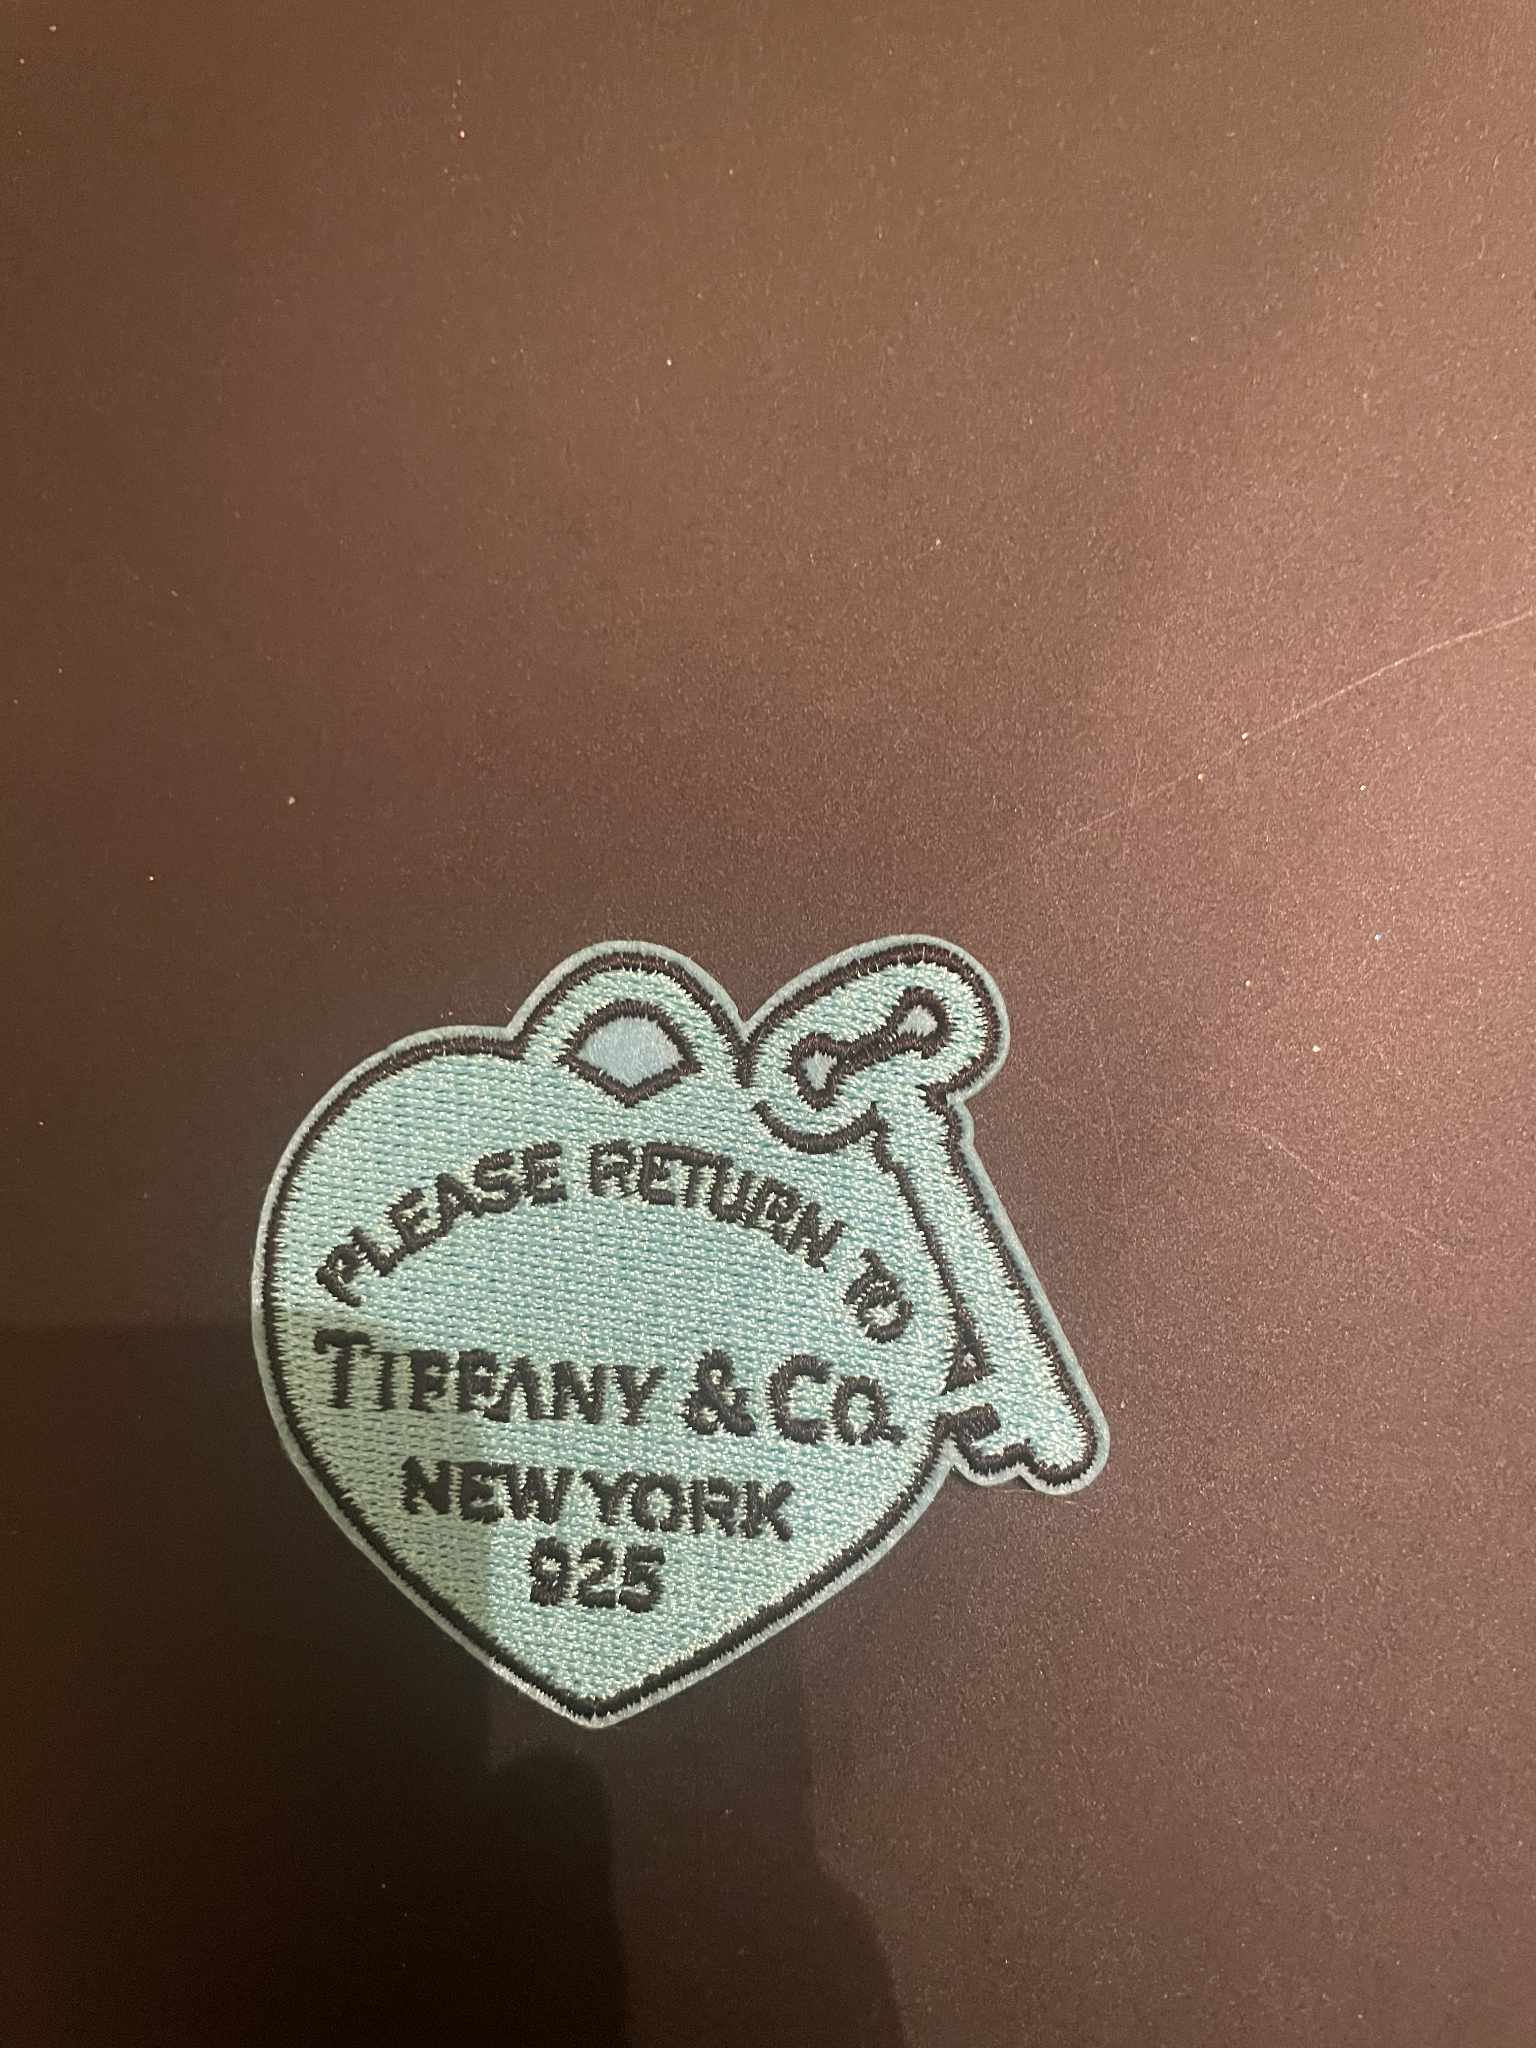 PLEASE RETURN TO
TIFFANY & CO.
NEW YORK
925